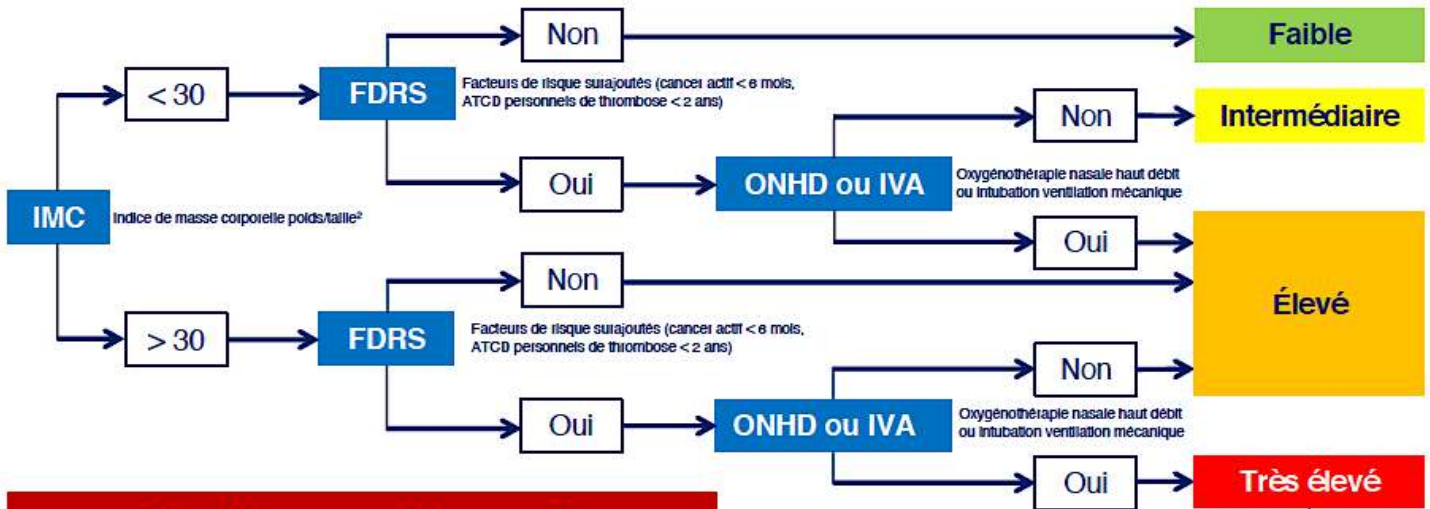 Non
Faible
< 30
FDRS
Facteurs de risque surajoutés (cancer actif < 6 mois,
ATCD personnels de thrombose < 2 ans)
Non
Intermédiaire
Oui
ONHD ou IVA
Oxygénothérapie nasale haut débit
ou intubation ventilation mécanique
IMC
Indice de masse corporelle poids/taille²
Oui
Non
Élevé
> 30
FDRS
Facteurs de risque surajoutés (cancer actif < 6 mois,
ATCD personnels de thrombose < 2 ans)
Non
Oui
ONHD ou IVA
Oxygénothérapie nasale haut débit
ou intubation ventilation mécanique
Oui
Très élevé